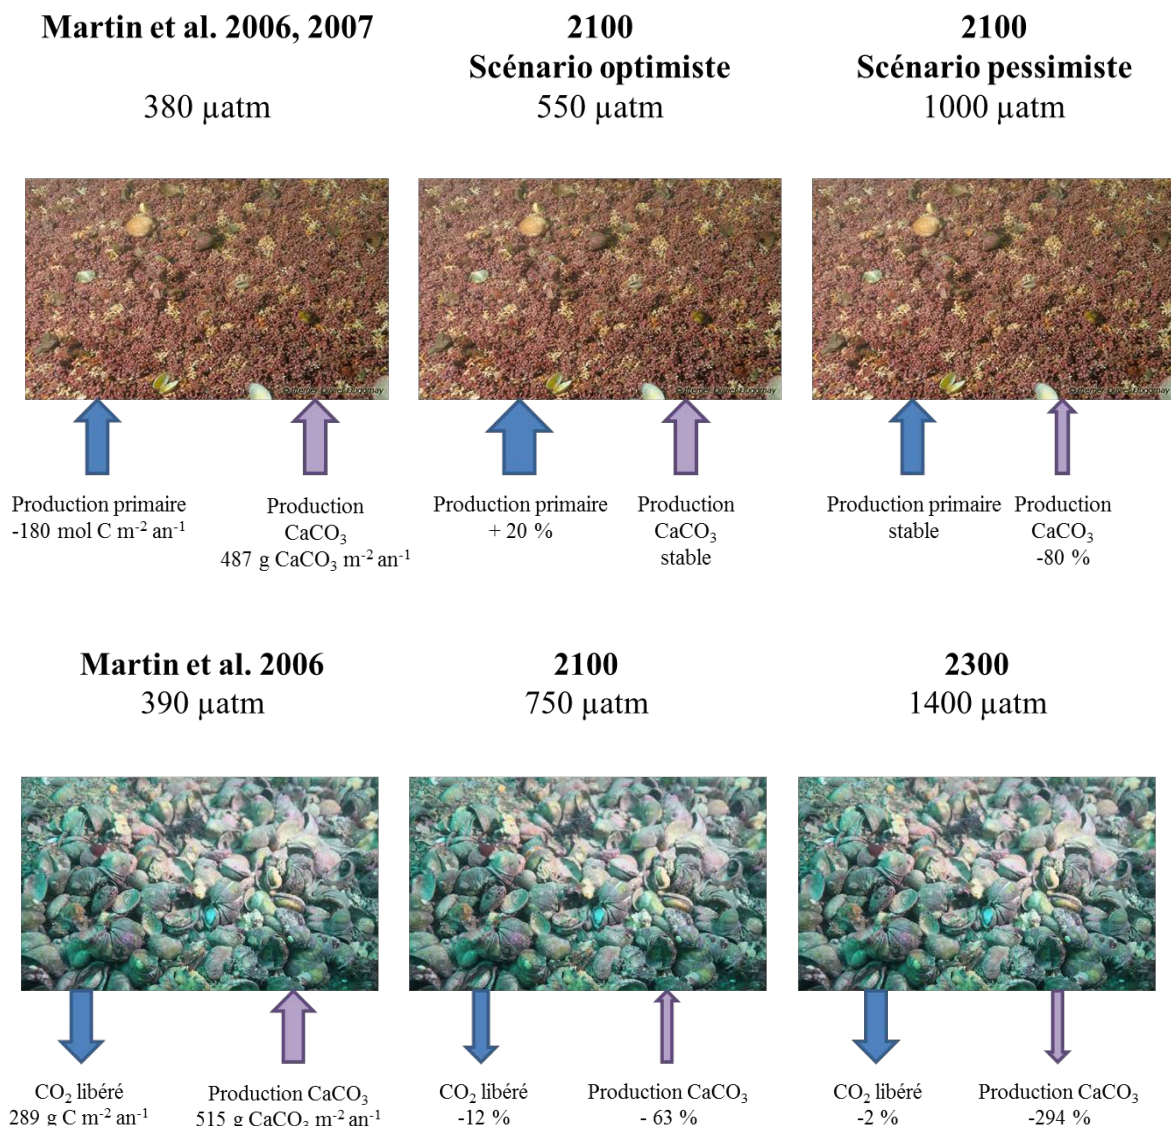 Martin et al. 2006, 2007
380 µatm
2100
Scénario optimiste
550 µatm
2100
Scénario pessimiste
1000 µatm
Production primaire
-180 mol C m⁻² an⁻¹
Production
CaCO₃
487 g CaCO₃ m⁻² an⁻¹
Production primaire
+ 20 %
Production
CaCO₃
stable
Production primaire
stable
Production
CaCO₃
-80 %
Martin et al. 2006
390 µatm
2100
750 µatm
2300
1400 µatm
CO₂ libéré
289 g C m⁻² an⁻¹
Production CaCO₃
515 g CaCO₃ m⁻² an⁻¹
CO₂ libéré
-12 %
Production CaCO₃
- 63 %
CO₂ libéré
-2 %
Production CaCO₃
-294 %